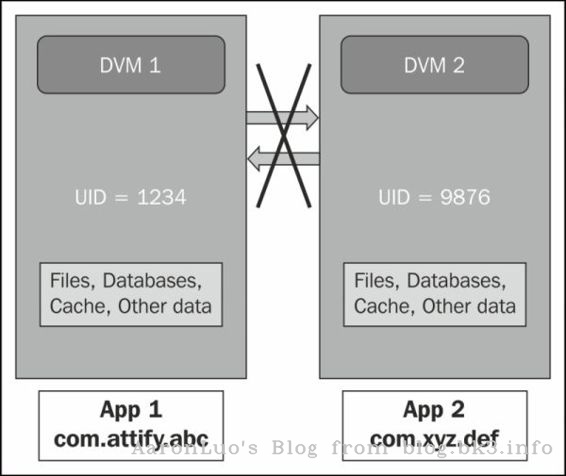 DVM 1
DVM 2
UID = 1234
UID = 9876
Files, Databases,
Cache, Other data
Files, Databases,
Cache, Other data
App 1
com.attify.abc
App 2
com.xyz.def
AaronLuo's Blog from blog.bk3.info